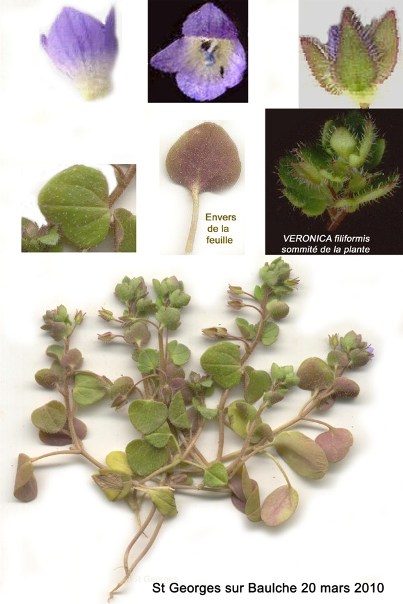 Envers
de la
feuille
VERONICA filiformis
sommité de la plante
St Georges sur Baulche 20 mars 2010